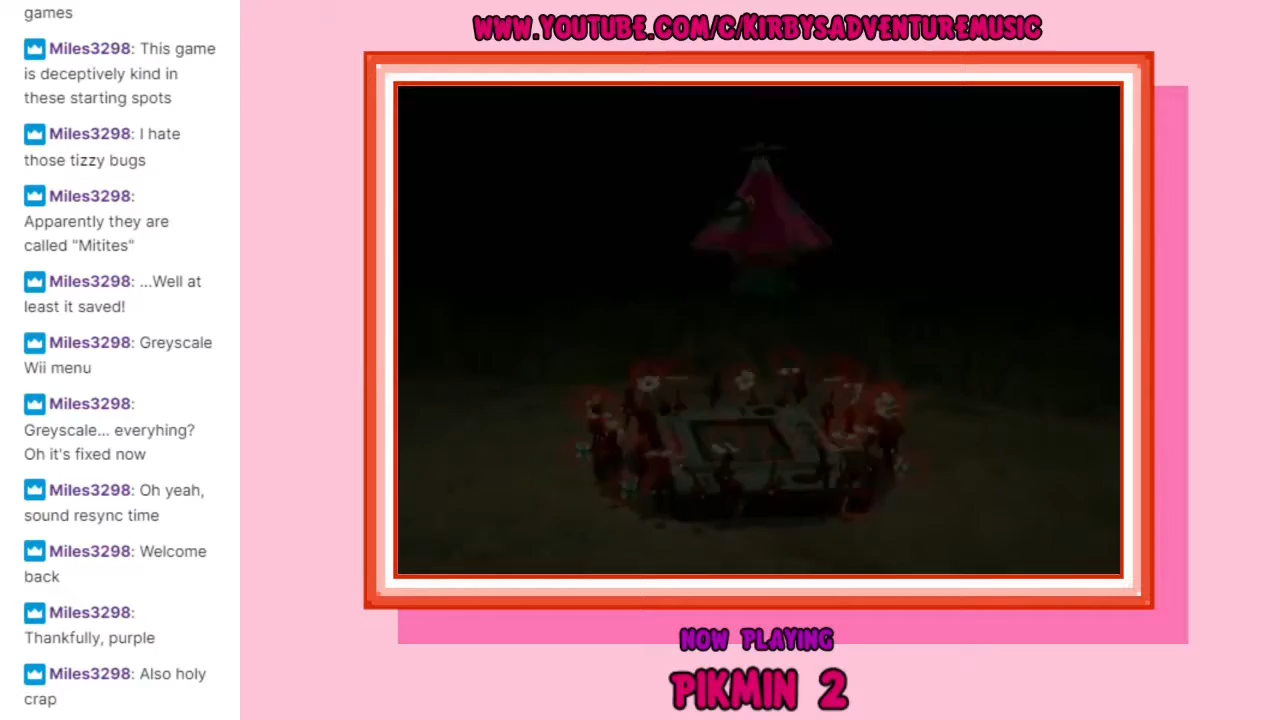 games
Miles3298: This game
is deceptively kind in
these starting spots
Miles3298: I hate
those tizzy bugs
Miles3298:
Apparently they are
called "Mitites"
Miles3298: ...Well at
least it saved!
Miles3298: Greyscale
Wii menu
Miles3298:
Greyscale... everyhing?
Oh it's fixed now
Miles3298: Oh yeah,
sound resync time
Miles3298: Welcome
back
Miles3298:
Thankfully, purple
Miles3298: Also holy
crap
WWW.YOUTUBE.COM/C/KIRBYSADVENTUREMUSIC
NOW PLAYING
PIKMIN 2